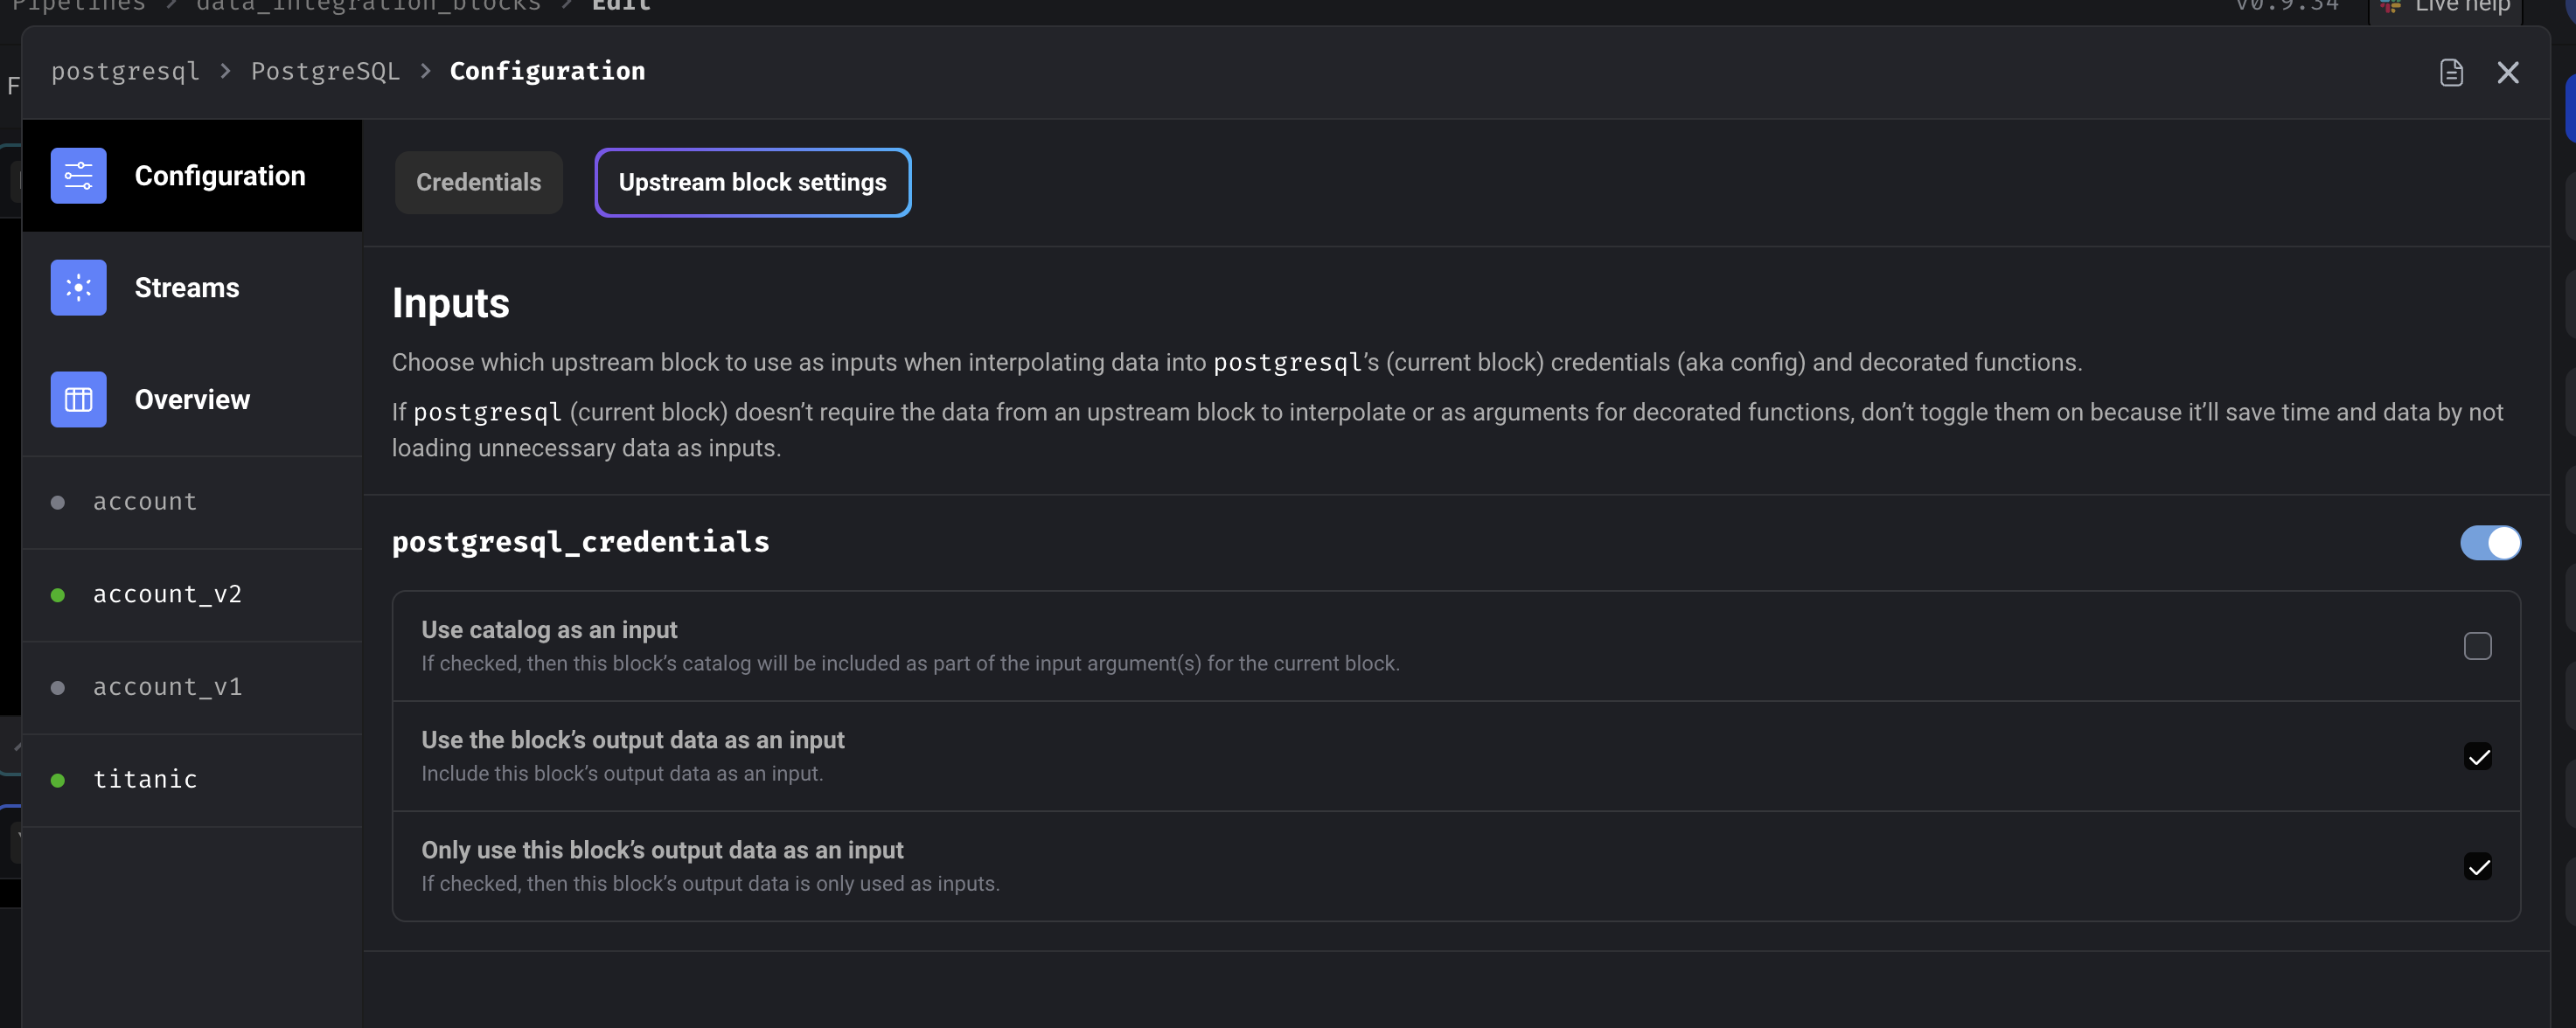 Pipelines > data_integration_blocks > Edit
v0.9.34
Live help
postgresql > PostgreSQL > Configuration
Configuration
Credentials
Upstream block settings
Streams
Overview
account
account_v2
account_v1
titanic
Inputs
Choose which upstream block to use as inputs when interpolating data into postgresql’s (current block) credentials (aka config) and decorated functions.
If postgresql (current block) doesn’t require the data from an upstream block to interpolate or as arguments for decorated functions, don’t toggle them on because it’ll save time and data by not
loading unnecessary data as inputs.
postgresql_credentials
Use catalog as an input
If checked, then this block’s catalog will be included as part of the input argument(s) for the current block.
Use the block’s output data as an input
Include this block’s output data as an input.
Only use this block’s output data as an input
If checked, then this block’s output data is only used as inputs.